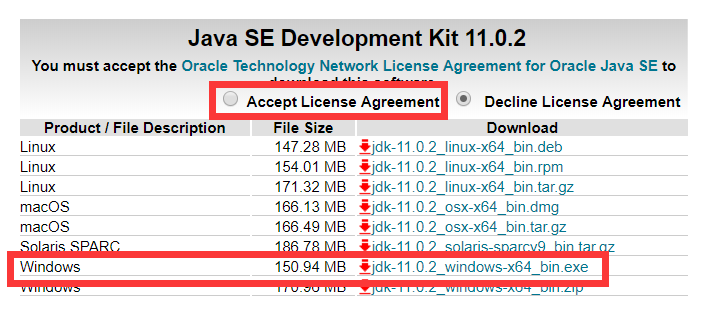 Java SE Development Kit 11.0.2
You must accept the Oracle Technology Network License Agreement for Oracle Java SE to
download this software.
Accept License Agreement Decline License Agreement
Product / File Description File Size Download
Linux 147.28 MB jdk-11.0.2_linux-x64_bin.deb
Linux 154.01 MB jdk-11.0.2_linux-x64_bin.rpm
Linux 171.32 MB jdk-11.0.2_linux-x64_bin.tar.gz
macOS 166.13 MB jdk-11.0.2_osx-x64_bin.dmg
macOS 166.49 MB jdk-11.0.2_osx-x64_bin.tar.gz
Solaris SPARC 186.78 MB jdk-11.0.2_solaris-sparcv9_bin.tar.gz
Windows 150.94 MB jdk-11.0.2_windows-x64_bin.exe
Windows 170.96 MB jdk-11.0.2_windows-x64_bin.zip